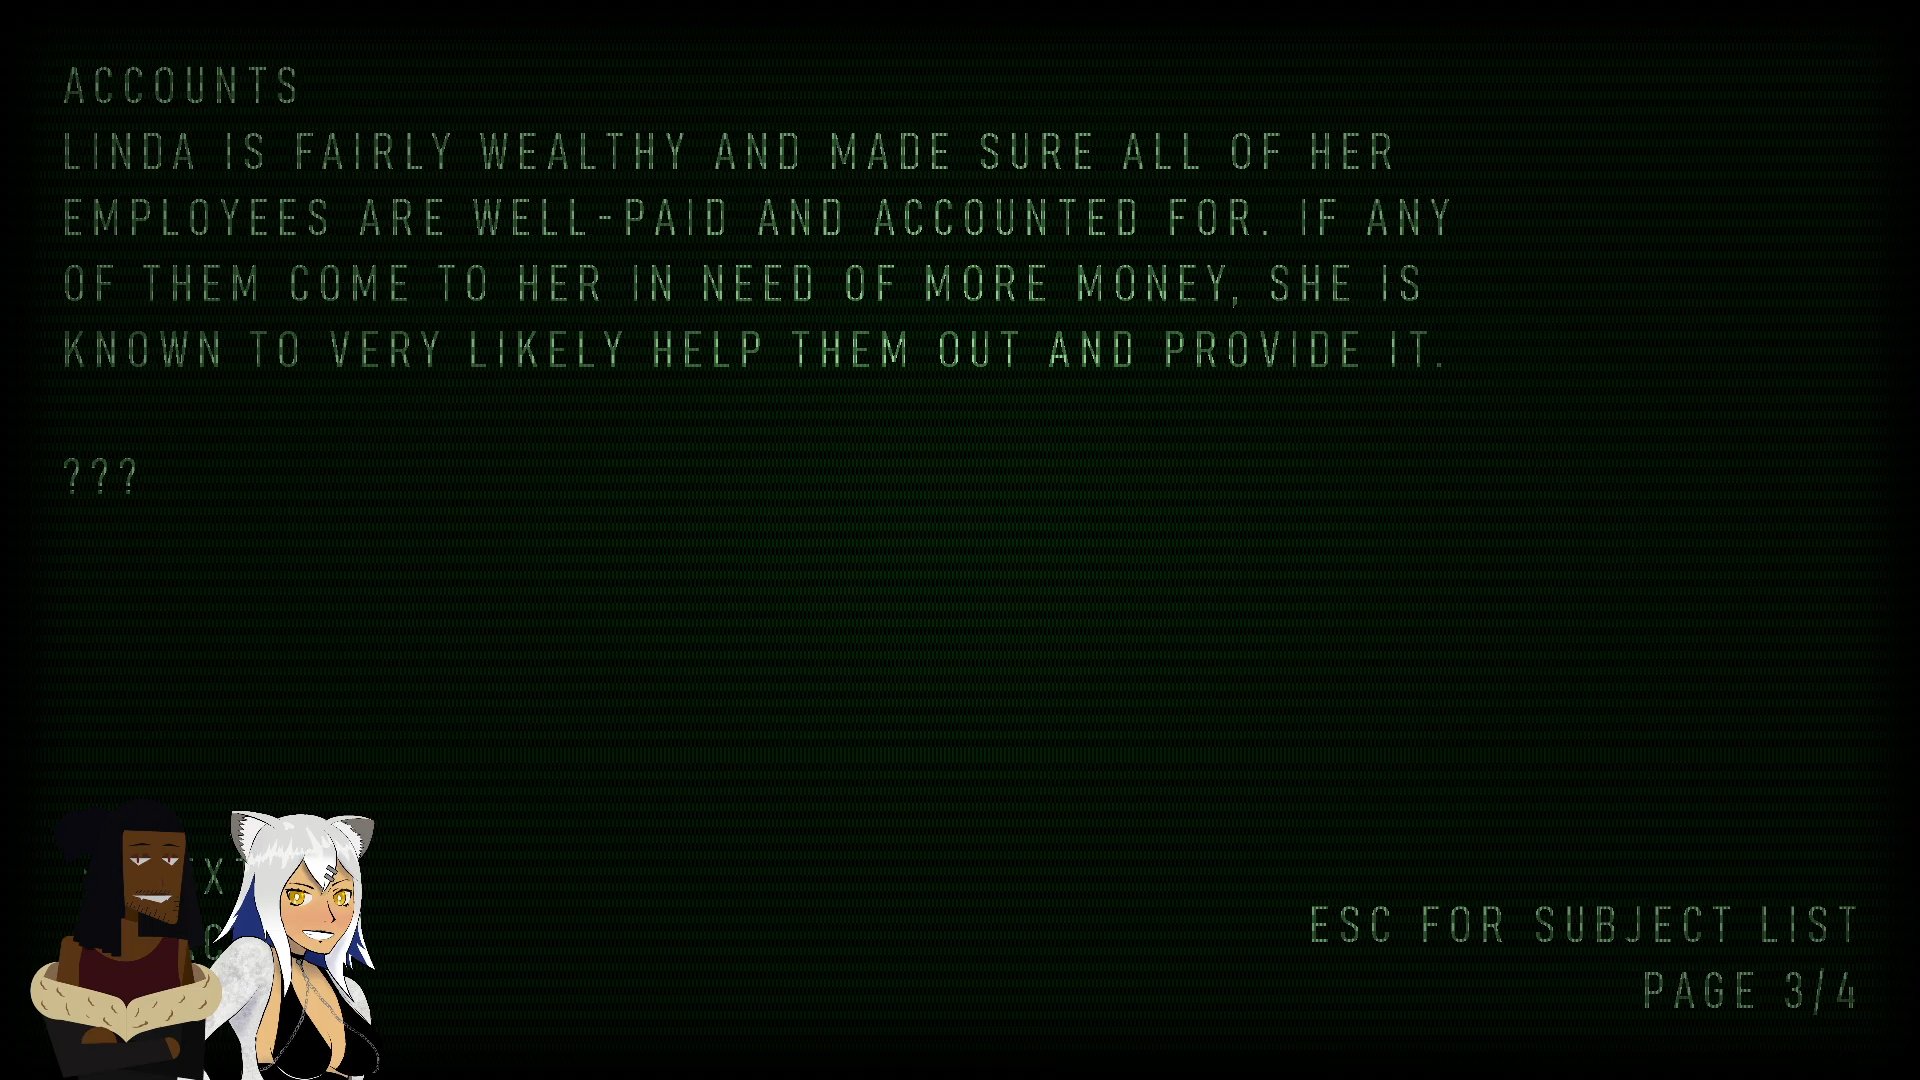 ACCOUNTS
LINDA IS FAIRLY WEALTHY AND MADE SURE ALL OF HER
EMPLOYEES ARE WELL-PAID AND ACCOUNTED FOR. IF ANY
OF THEM COME TO HER IN NEED OF MORE MONEY, SHE IS
KNOWN TO VERY LIKELY HELP THEM OUT AND PROVIDE IT.
???
ESC FOR SUBJECT LIST
PAGE 3/4